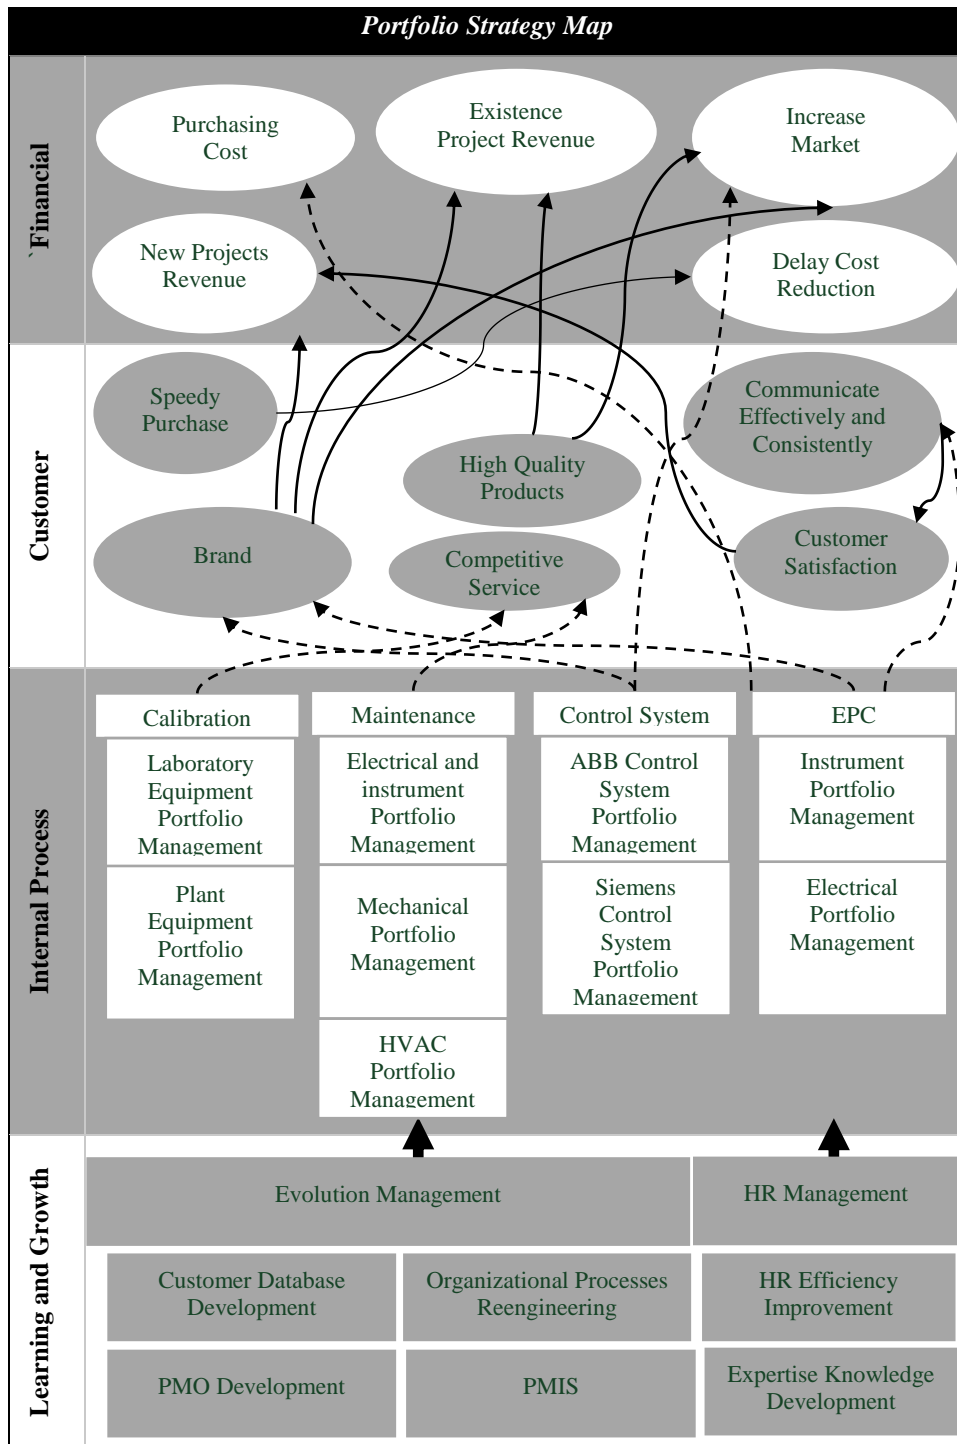 Portfolio Strategy Map
`Financial
Purchasing
Cost
Existence
Project Revenue
Increase
Market
New Projects
Revenue
Delay Cost
Reduction
Customer
Speedy
Purchase
Communicate
Effectively and
Consistently
High Quality
Products
Brand
Competitive
Service
Customer
Satisfaction
Internal Process
Calibration
Laboratory
Equipment
Portfolio
Management
Plant
Equipment
Portfolio
Management
Maintenance
Electrical and
instrument
Portfolio
Management
Mechanical
Portfolio
Management
HVAC
Portfolio
Management
Control System
ABB Control
System
Portfolio
Management
Siemens
Control
System
Portfolio
Management
EPC
Instrument
Portfolio
Management
Electrical
Portfolio
Management
Learning and Growth
Evolution Management
HR Management
Customer Database
Development
Organizational Processes
Reengineering
HR Efficiency
Improvement
PMO Development
PMIS
Expertise Knowledge
Development